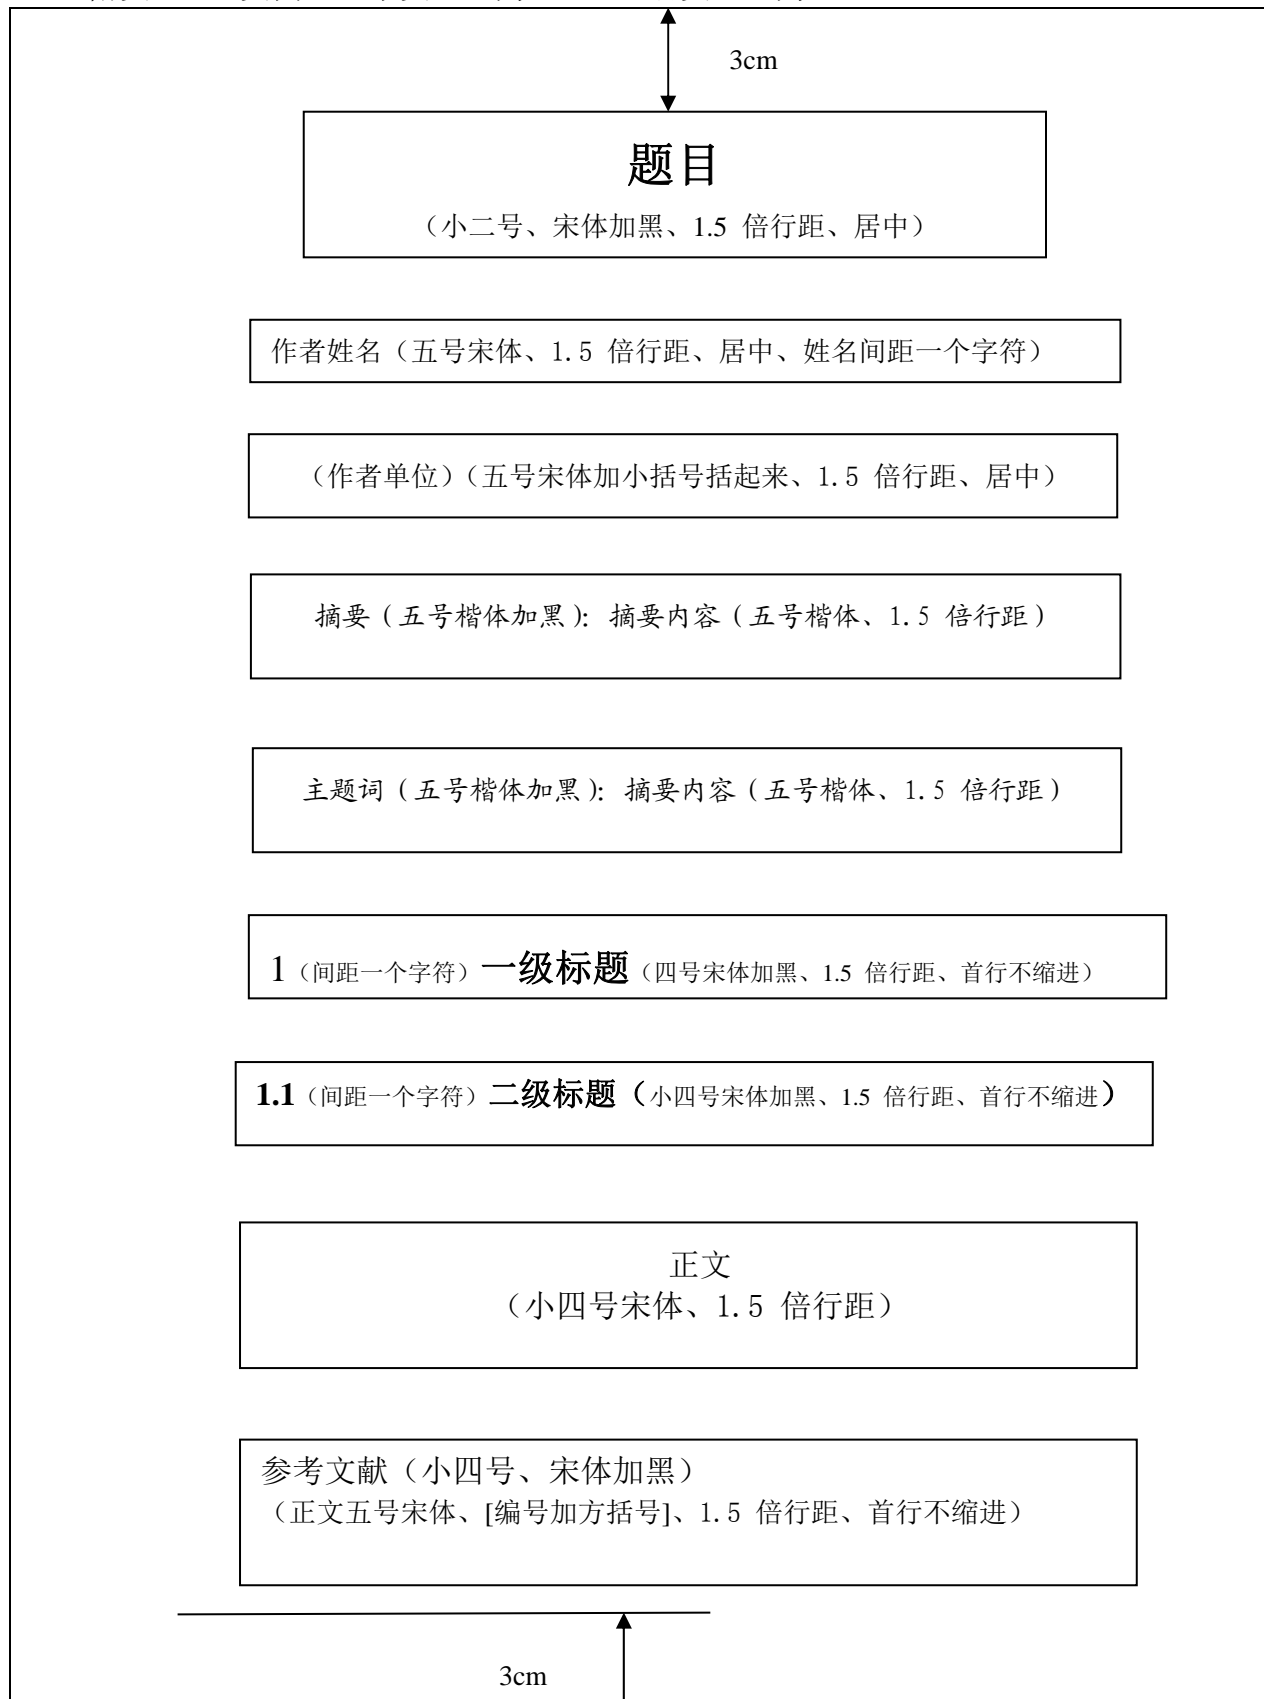 3cm
题目
（小二号、宋体加黑、1.5 倍行距、居中）
作者姓名（五号宋体、1.5 倍行距、居中、姓名间距一个字符）
（作者单位）（五号宋体加小括号括起来、1.5 倍行距、居中）
摘要（五号楷体加黑）：摘要内容（五号楷体、1.5 倍行距）
主题词（五号楷体加黑）：摘要内容（五号楷体、1.5 倍行距）
1（间距一个字符）一级标题（四号宋体加黑、1.5 倍行距、首行不缩进）
1.1（间距一个字符）二级标题（小四号宋体加黑、1.5 倍行距、首行不缩进）
正文
（小四号宋体、1.5 倍行距）
参考文献（小四号、宋体加黑）
（正文五号宋体、[编号加方括号]、1.5 倍行距、首行不缩进）
3cm